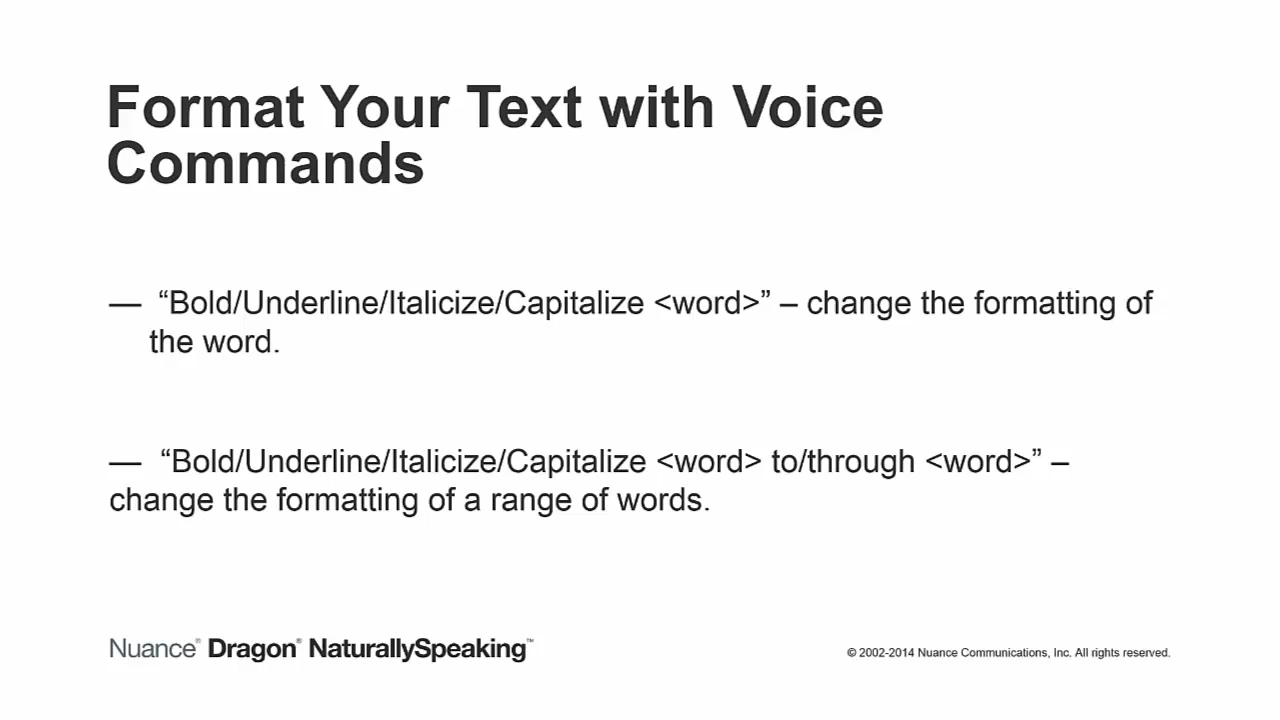 Format Your Text with Voice
Commands
— “Bold/Underline/Italicize/Capitalize <word>” – change the formatting of
the word.
— “Bold/Underline/Italicize/Capitalize <word> to/through <word>” –
change the formatting of a range of words.
Nuance® Dragon® NaturallySpeaking™
© 2002-2014 Nuance Communications, Inc. All rights reserved.